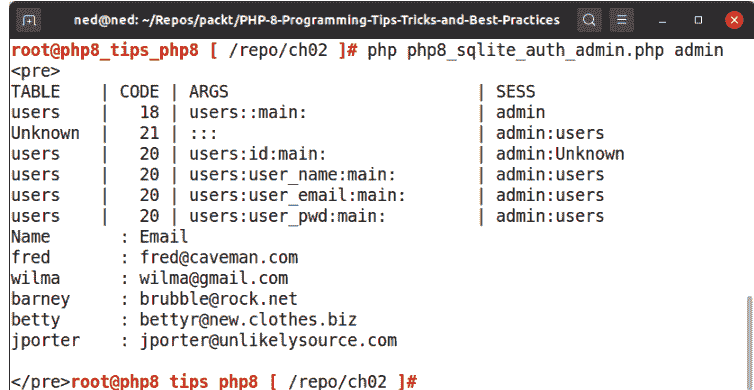 ned@ned: ~/Repos/packt/PHP-8-Programming-Tips-Tricks-and-Best-Practices
root@php8_tips_php8 [ /repo/ch02 ]# php php8_sqlite_auth_admin.php admin
<pre>
TABLE    | CODE | ARGS                      | SESS
users    |   18 | users::main:              | admin
Unknown  |   21 | :::                       | admin:users
users    |   20 | users:id:main:            | admin:Unknown
users    |   20 | users:user_name:main:     | admin:users
users    |   20 | users:user_email:main:    | admin:users
users    |   20 | users:user_pwd:main:      | admin:users
Name       : Email
fred       : fred@caveman.com
wilma      : wilma@gmail.com
barney     : brubble@rock.net
betty      : bettyr@new.clothes.biz
jporter    : jporter@unlikelysource.com
</pre>root@php8_tips_php8 [ /repo/ch02 ]#